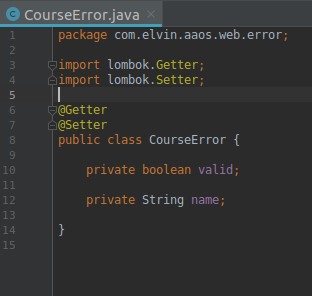 CourseError.java
1 package com.elvin.aaos.web.error;
2
3 import lombok.Getter;
4 import lombok.Setter;
5
6 @Getter
7 @Setter
8 public class CourseError {
9
10 private boolean valid;
11
12 private String name;
13
14 }
15